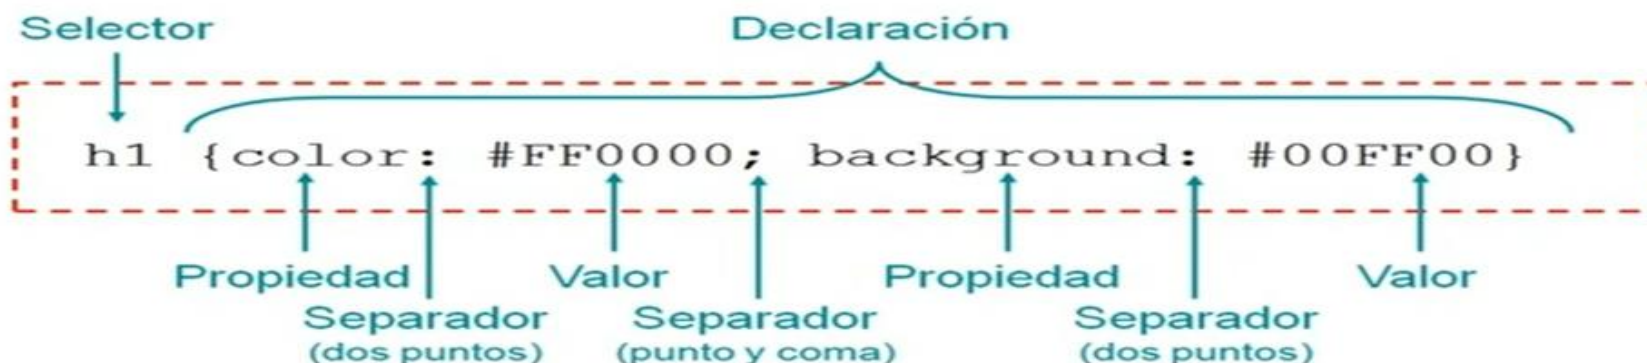 Selector Declaración
h1 {color: #FF0000; background: #00FF00}
Propiedad Valor Propiedad Valor
Separador Separador Separador
(dos puntos) (punto y coma) (dos puntos)